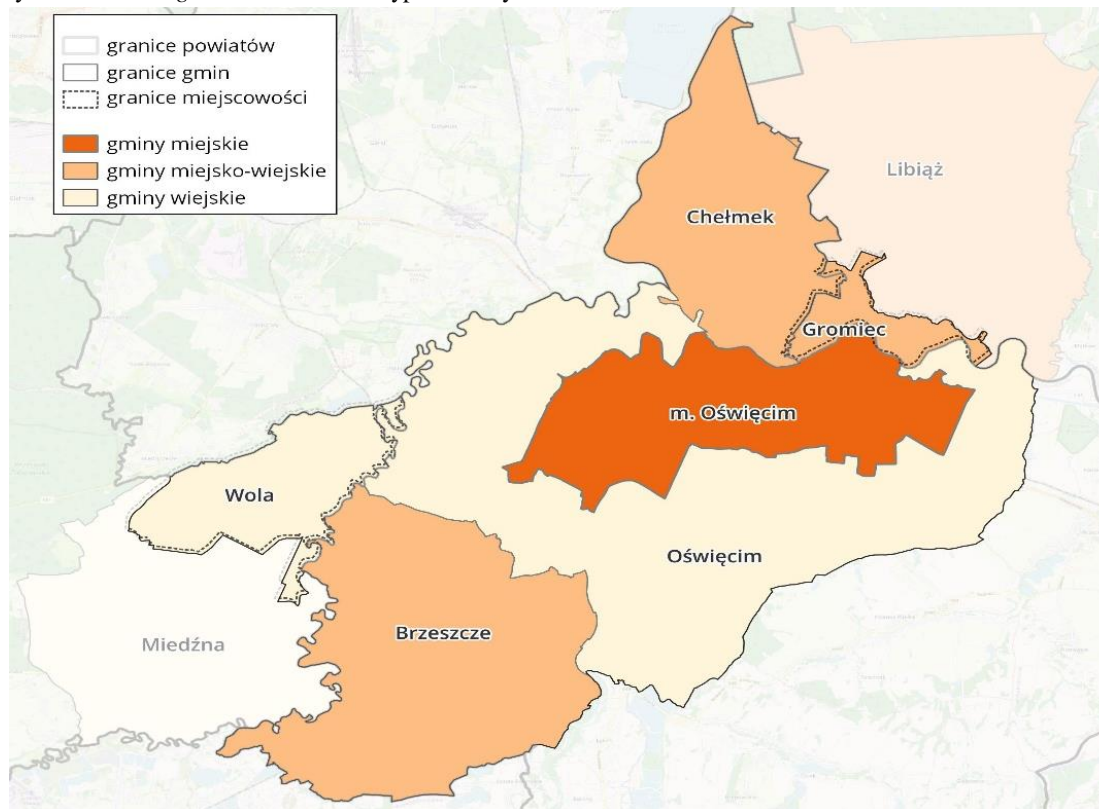 granice powiatów
granice gmin
granice miejscowości
gminy miejskie
gminy miejsko-wiejskie
gminy wiejskie
Libiąż
Chełmek
Gromiec
m. Oświęcim
Wola
Oświęcim
Brzeszcze
Miedźna